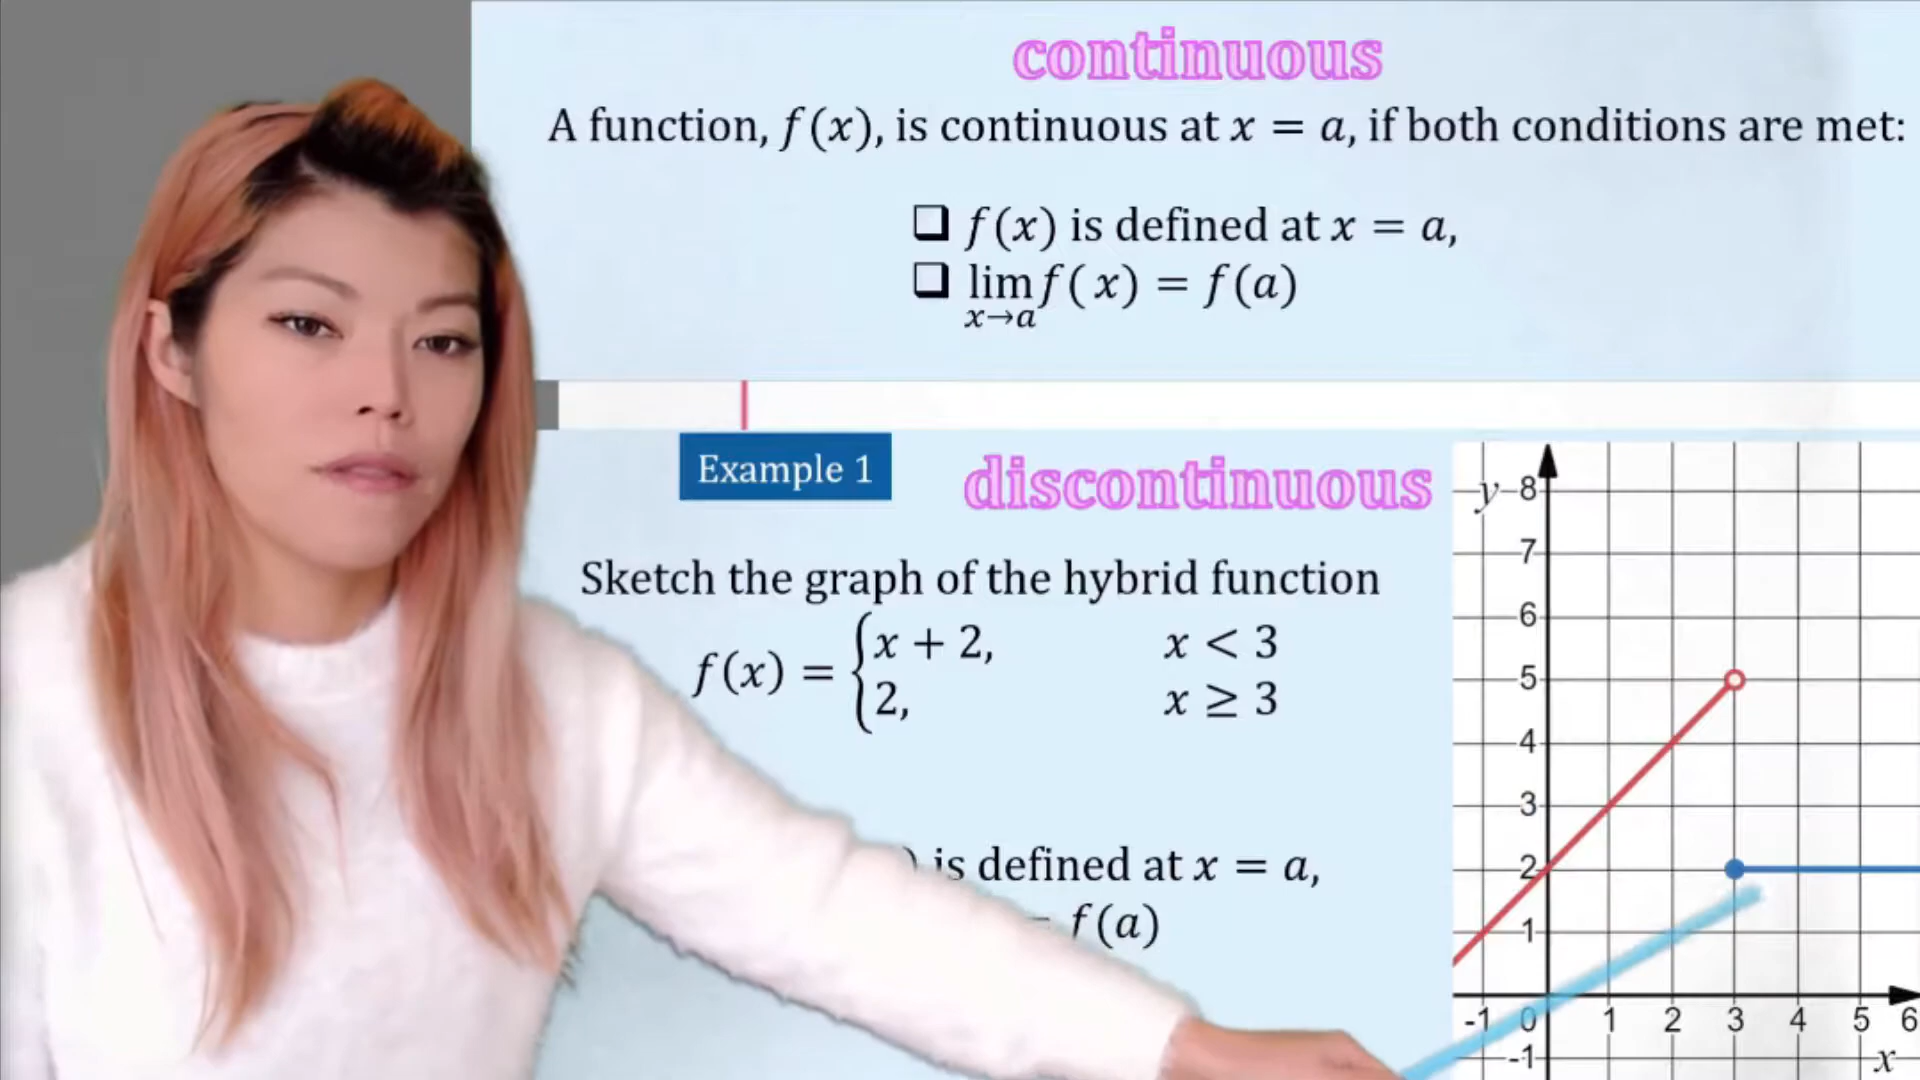 continuous
A function, f(x), is continuous at x = a, if both conditions are met:
❑ f(x) is defined at x = a,
❑ lim f(x) = f(a)
x→a
Example 1
discontinuous
Sketch the graph of the hybrid function
f(x) = { x + 2, x < 3
2, x ≥ 3
) is defined at x = a,
= f(a)
y
8
7
6
5
4
3
2
1
-1 0 1 2 3 4 5 6
-1
x